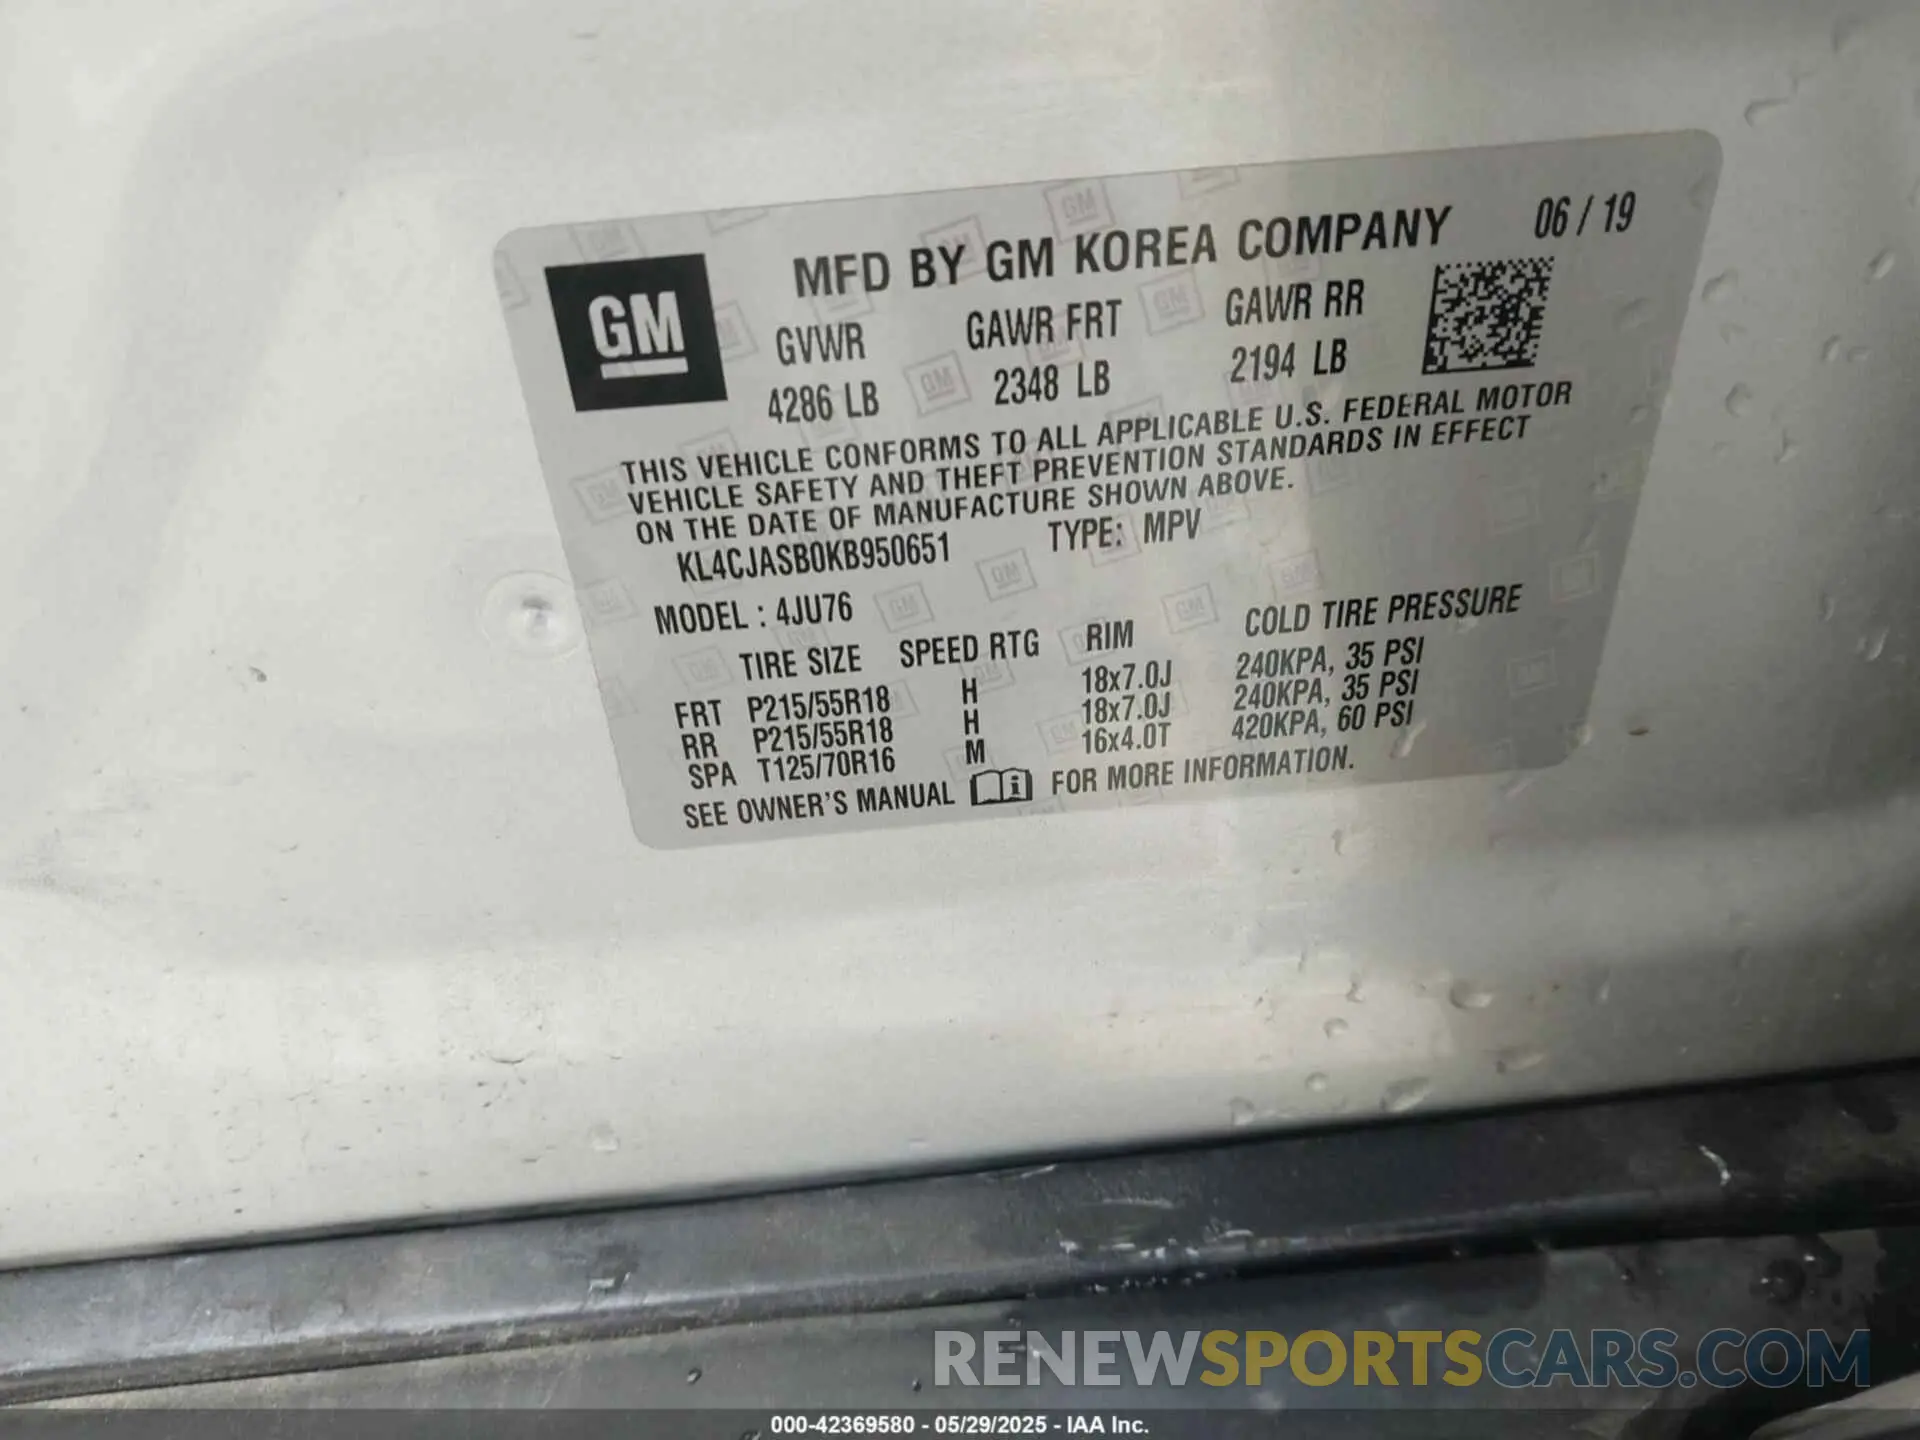 GM
MFD BY GM KOREA COMPANY 06 / 19
GVWR GAWR FRT GAWR RR
4286 LB 2348 LB 2194 LB
THIS VEHICLE CONFORMS TO ALL APPLICABLE U.S. FEDERAL MOTOR
VEHICLE SAFETY AND THEFT PREVENTION STANDARDS IN EFFECT
ON THE DATE OF MANUFACTURE SHOWN ABOVE.
KL4CJASB0KB950651 TYPE: MPV
MODEL : 4JU76
TIRE SIZE SPEED RTG RIM COLD TIRE PRESSURE
FRT P215/55R18 H 18x7.0J 240KPA, 35 PSI
RR P215/55R18 H 18x7.0J 240KPA, 35 PSI
SPA T125/70R16 M 16x4.0T 420KPA, 60 PSI
SEE OWNER'S MANUAL FOR MORE INFORMATION.
RENEWSPORTSCARS.COM
000-42369580 - 05/29/2025 - IAA Inc.